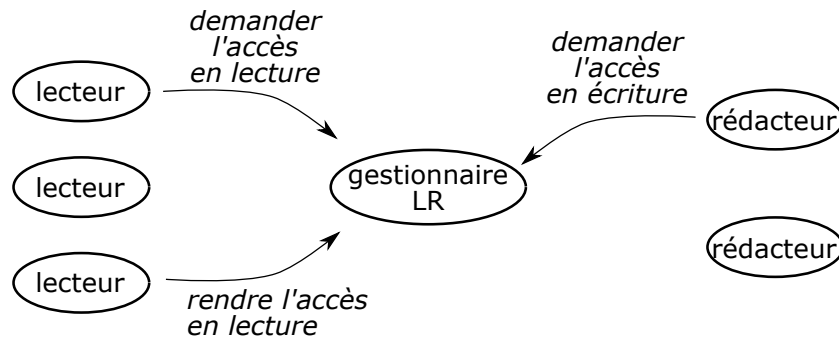 demander
l'accès
en lecture
demander
l'accès
en écriture
lecteur
rédacteur
lecteur
gestionnaire
LR
lecteur
rédacteur
rendre l'accès
en lecture